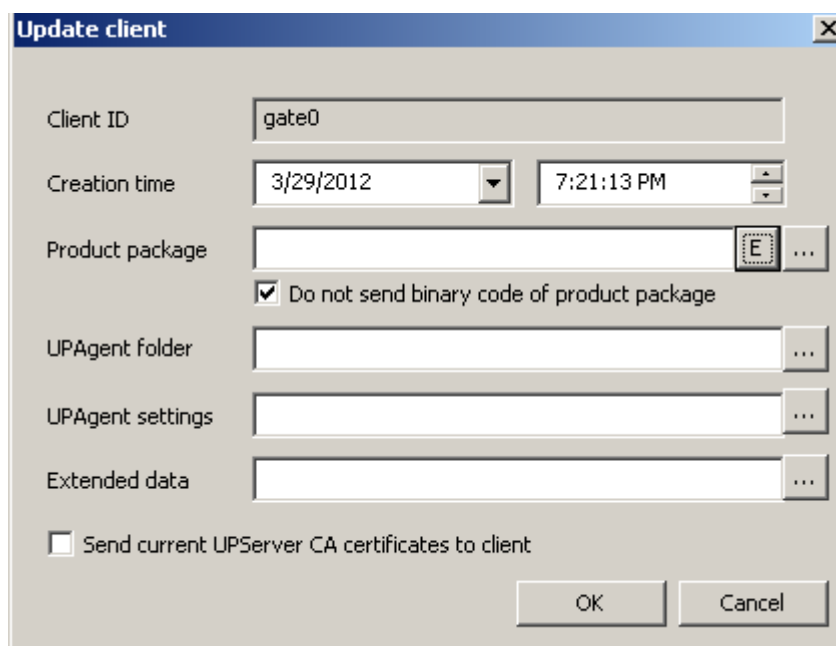 Update client
Client ID gate0
Creation time 3/29/2012 7:21:13 PM
Product package E ...
Do not send binary code of product package
UPAgent folder ...
UPAgent settings ...
Extended data ...
Send current UPServer CA certificates to client
OK Cancel